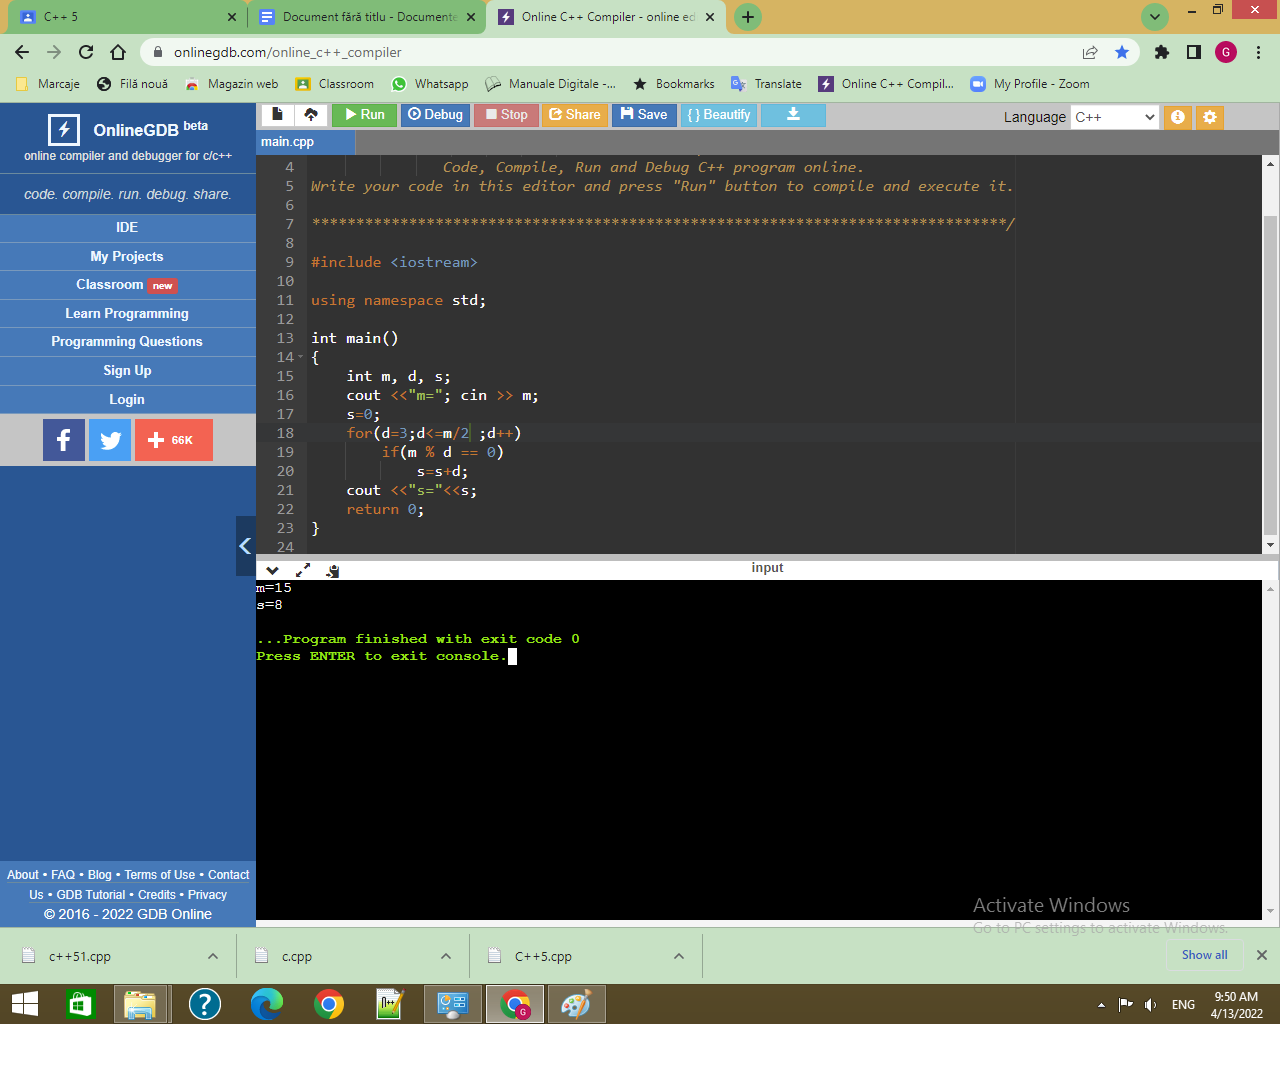 C++ 5
Document fără titlu - Documente
Online C++ Compiler - online ed
onlinegdb.com/online_c++_compiler
G
Marcaje
Filă nouă
Magazin web
Classroom
Whatsapp
Manuale Digitale -...
Bookmarks
Translate
Online C++ Compil...
My Profile - Zoom
OnlineGDB beta
online compiler and debugger for c/c++
code. compile. run. debug. share.
IDE
My Projects
Classroom new
Learn Programming
Programming Questions
Sign Up
Login
f
66K
About • FAQ • Blog • Terms of Use • Contact
Us • GDB Tutorial • Credits • Privacy
© 2016 - 2022 GDB Online
Run
Debug
Stop
Share
Save
{ } Beautify
Language C++
main.cpp
4 Code, Compile, Run and Debug C++ program online.
5 Write your code in this editor and press "Run" button to compile and execute it.
6
7 *******************************************************************************/
8
9 #include <iostream>
10
11 using namespace std;
12
13 int main()
14 {
15 int m, d, s;
16 cout <<"m="; cin >> m;
17 s=0;
18 for(d=3;d<=m/2 ;d++)
19 if(m % d == 0)
20 s=s+d;
21 cout <<"s="<<s;
22 return 0;
23 }
24
input
m=15
s=8
...Program finished with exit code 0
Press ENTER to exit console.
Activate Windows
Go to PC settings to activate Windows.
c++51.cpp
c.cpp
C++5.cpp
Show all
ENG
9:50 AM
4/13/2022